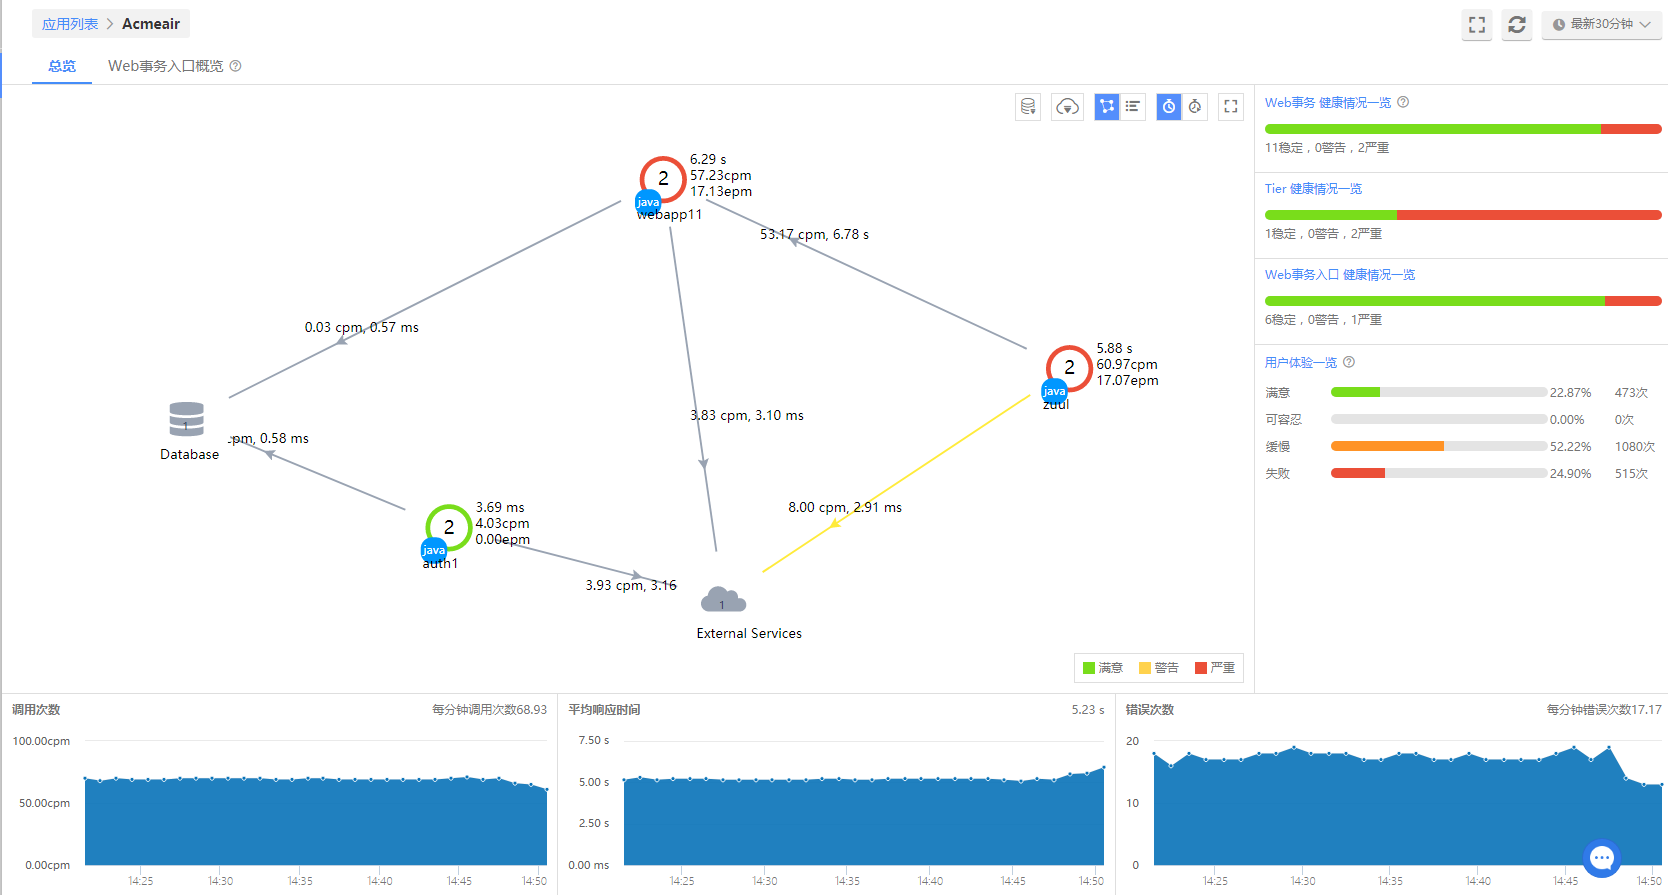 应用列表 > Acmeair
最新30分钟
总览
Web事务入口概览
6.29 s
57.23cpm
17.13epm
2
java
webapp11
53.17 cpm, 6.78 s
0.03 cpm, 0.57 ms
5.88 s
60.97cpm
17.07epm
2
java
zuul
3.83 cpm, 3.10 ms
1
Database
cpm, 0.58 ms
8.00 cpm, 2.91 ms
3.69 ms
4.03cpm
0.00epm
2
java
auth1
3.93 cpm, 3.16
1
External Services
满意
警告
严重
Web事务 健康情况一览
11稳定，0警告，2严重
Tier 健康情况一览
1稳定，0警告，2严重
Web事务入口 健康情况一览
6稳定，0警告，1严重
用户体验一览
满意 22.87% 473次
可容忍 0.00% 0次
缓慢 52.22% 1080次
失败 24.90% 515次
调用次数 每分钟调用次数68.93
100.00cpm
50.00cpm
0.00cpm
14:25 14:30 14:35 14:40 14:45 14:50
平均响应时间 5.23 s
7.50 s
5.00 s
2.50 s
0.00 ms
14:25 14:30 14:35 14:40 14:45 14:50
错误次数 每分钟错误次数17.17
20
10
0
14:25 14:30 14:35 14:40 14:45 14:50